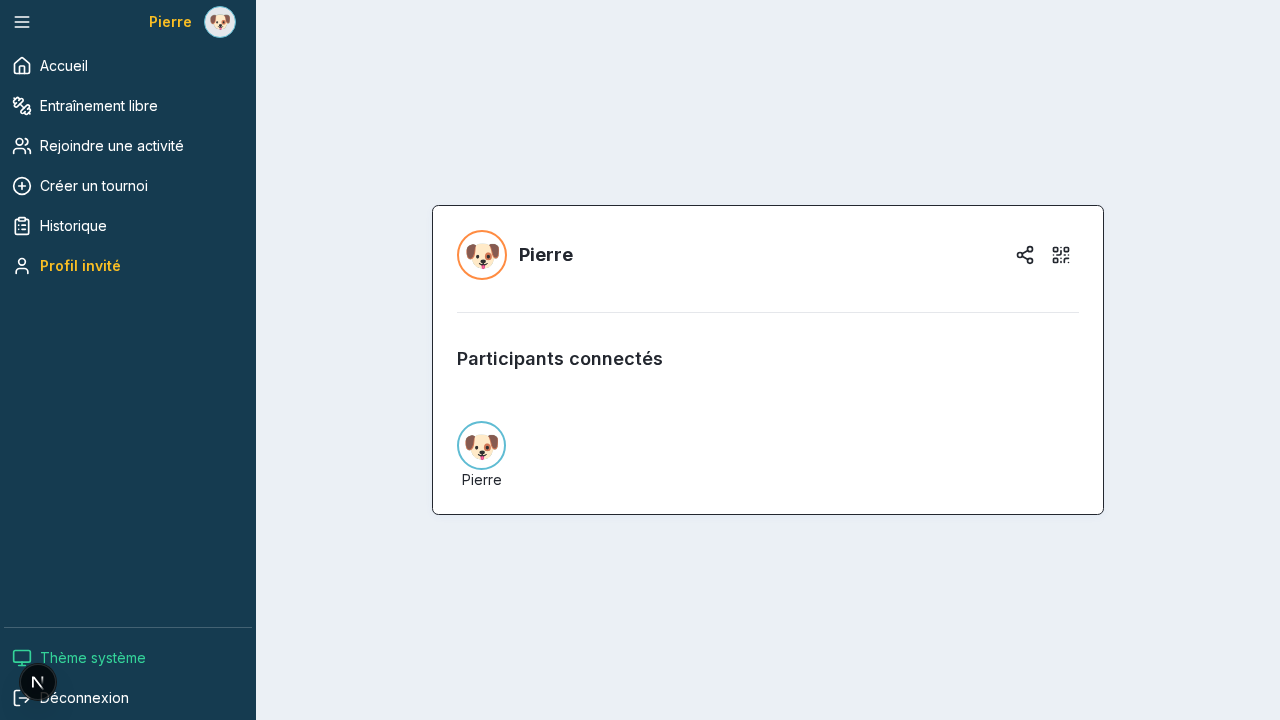 Pierre
Accueil
Entraînement libre
Rejoindre une activité
Créer un tournoi
Historique
Profil invité
Thème système
Déconnexion
N
Pierre
Participants connectés
Pierre